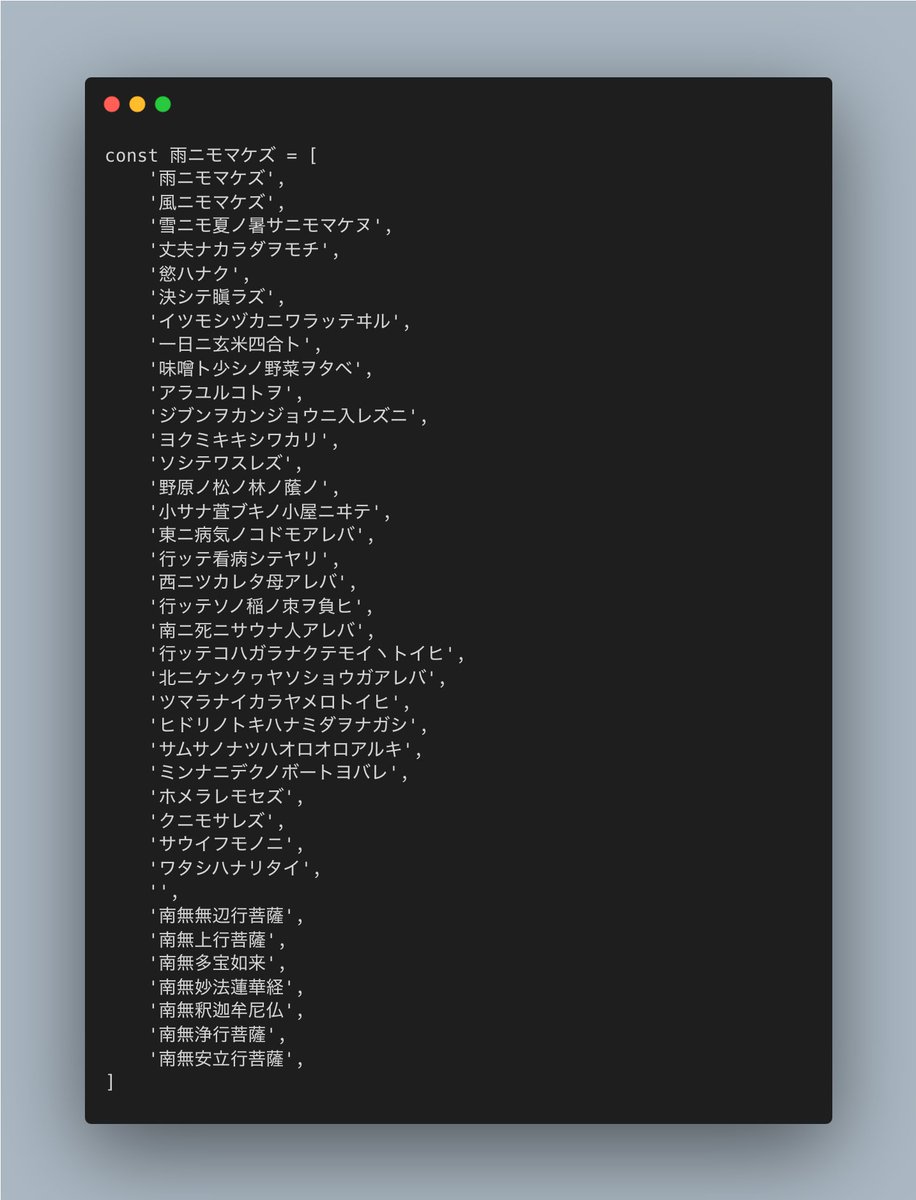 const 雨ニモマケズ = [
    '雨ニモマケズ',
    '風ニモマケズ',
    '雪ニモ夏ノ暑サニモマケヌ',
    '丈夫ナカラダヲモチ',
    '慾ハナク',
    '決シテ瞋ラズ',
    'イツモシヅカニワラッテヰル',
    '一日ニ玄米四合ト',
    '味噌ト少シノ野菜ヲタベ',
    'アラユルコトヲ',
    'ジブンヲカンジョウニ入レズニ',
    'ヨクミキキシワカリ',
    'ソシテワスレズ',
    '野原ノ松ノ林ノ蔭ノ',
    '小サナ萓ブキノ小屋ニヰテ',
    '東ニ病気ノコドモアレバ',
    '行ッテ看病シテヤリ',
    '西ニツカレタ母アレバ',
    '行ッテソノ稲ノ朿ヲ負ヒ',
    '南ニ死ニサウナ人アレバ',
    '行ッテコハガラナクテモイヽトイヒ',
    '北ニケンクヮヤソショウガアレバ',
    'ツマラナイカラヤメロトイヒ',
    'ヒドリノトキハナミダヲナガシ',
    'サムサノナツハオロオロアルキ',
    'ミンナニデクノボートヨバレ',
    'ホメラレモセズ',
    'クニモサレズ',
    'サウイフモノニ',
    'ワタシハナリタイ',
    '',
    '南無無辺行菩薩',
    '南無上行菩薩',
    '南無多宝如来',
    '南無妙法蓮華経',
    '南無釈迦牟尼仏',
    '南無浄行菩薩',
    '南無安立行菩薩',
]